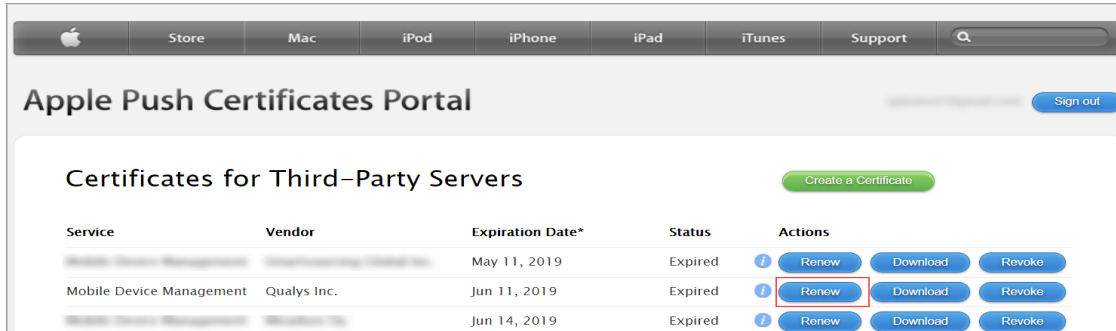 Store Mac iPod iPhone iPad iTunes Support
Apple Push Certificates Portal
Sign out
Certificates for Third-Party Servers
Create a Certificate
Service Vendor Expiration Date* Status Actions
May 11, 2019 Expired i Renew Download Revoke
Mobile Device Management Qualys Inc. Jun 11, 2019 Expired i Renew Download Revoke
Jun 14, 2019 Expired i Renew Download Revoke